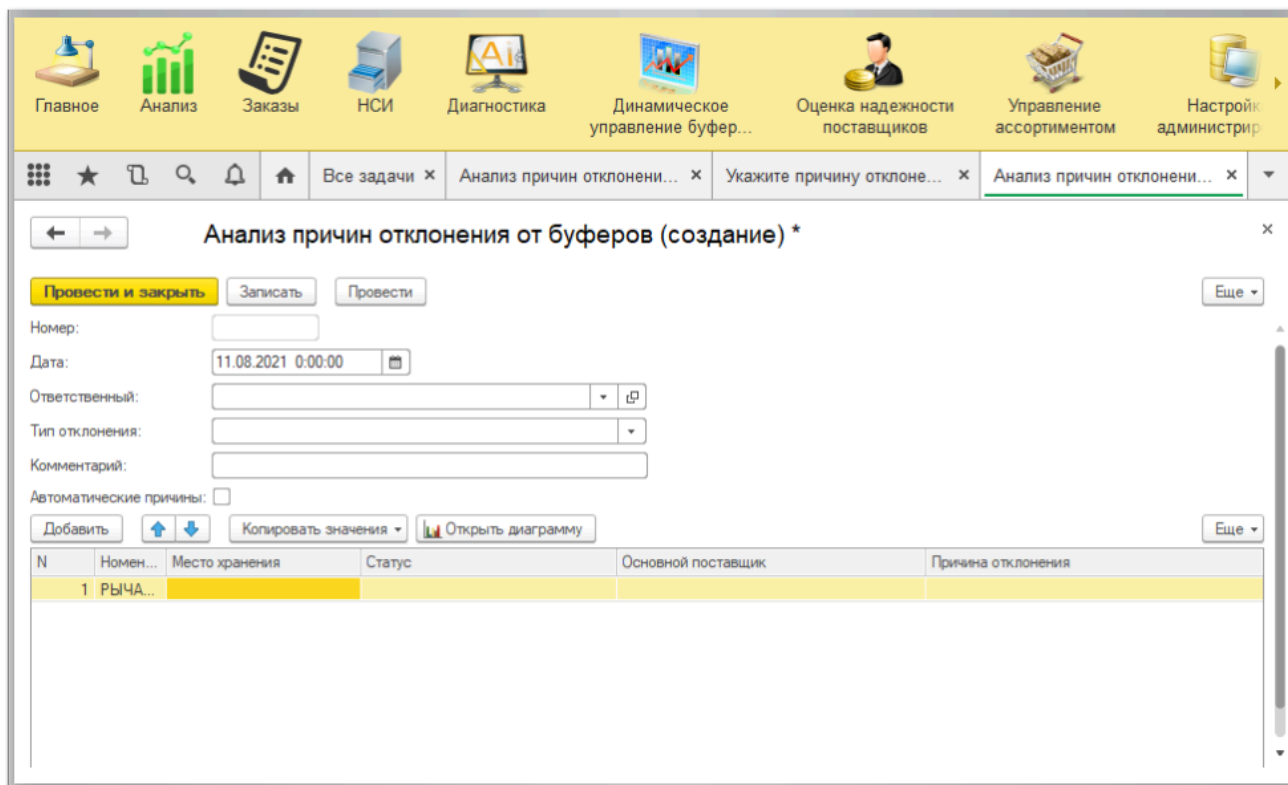 Главное
Анализ
Заказы
НСИ
Диагностика
Динамическое
управление буфер...
Оценка надежности
поставщиков
Управление
ассортиментом
Настройк
администрир
Все задачи ×
Анализ причин отклонени... ×
Укажите причину отклоне... ×
Анализ причин отклонени... ×
Анализ причин отклонения от буферов (создание) *
Провести и закрыть Записать Провести Еще
Номер:
Дата: 11.08.2021 0:00:00
Ответственный:
Тип отклонения:
Комментарий:
Автоматические причины:
Добавить Копировать значения Открыть диаграмму Еще
N Номен... Место хранения Статус Основной поставщик Причина отклонения
1 РЫЧА...